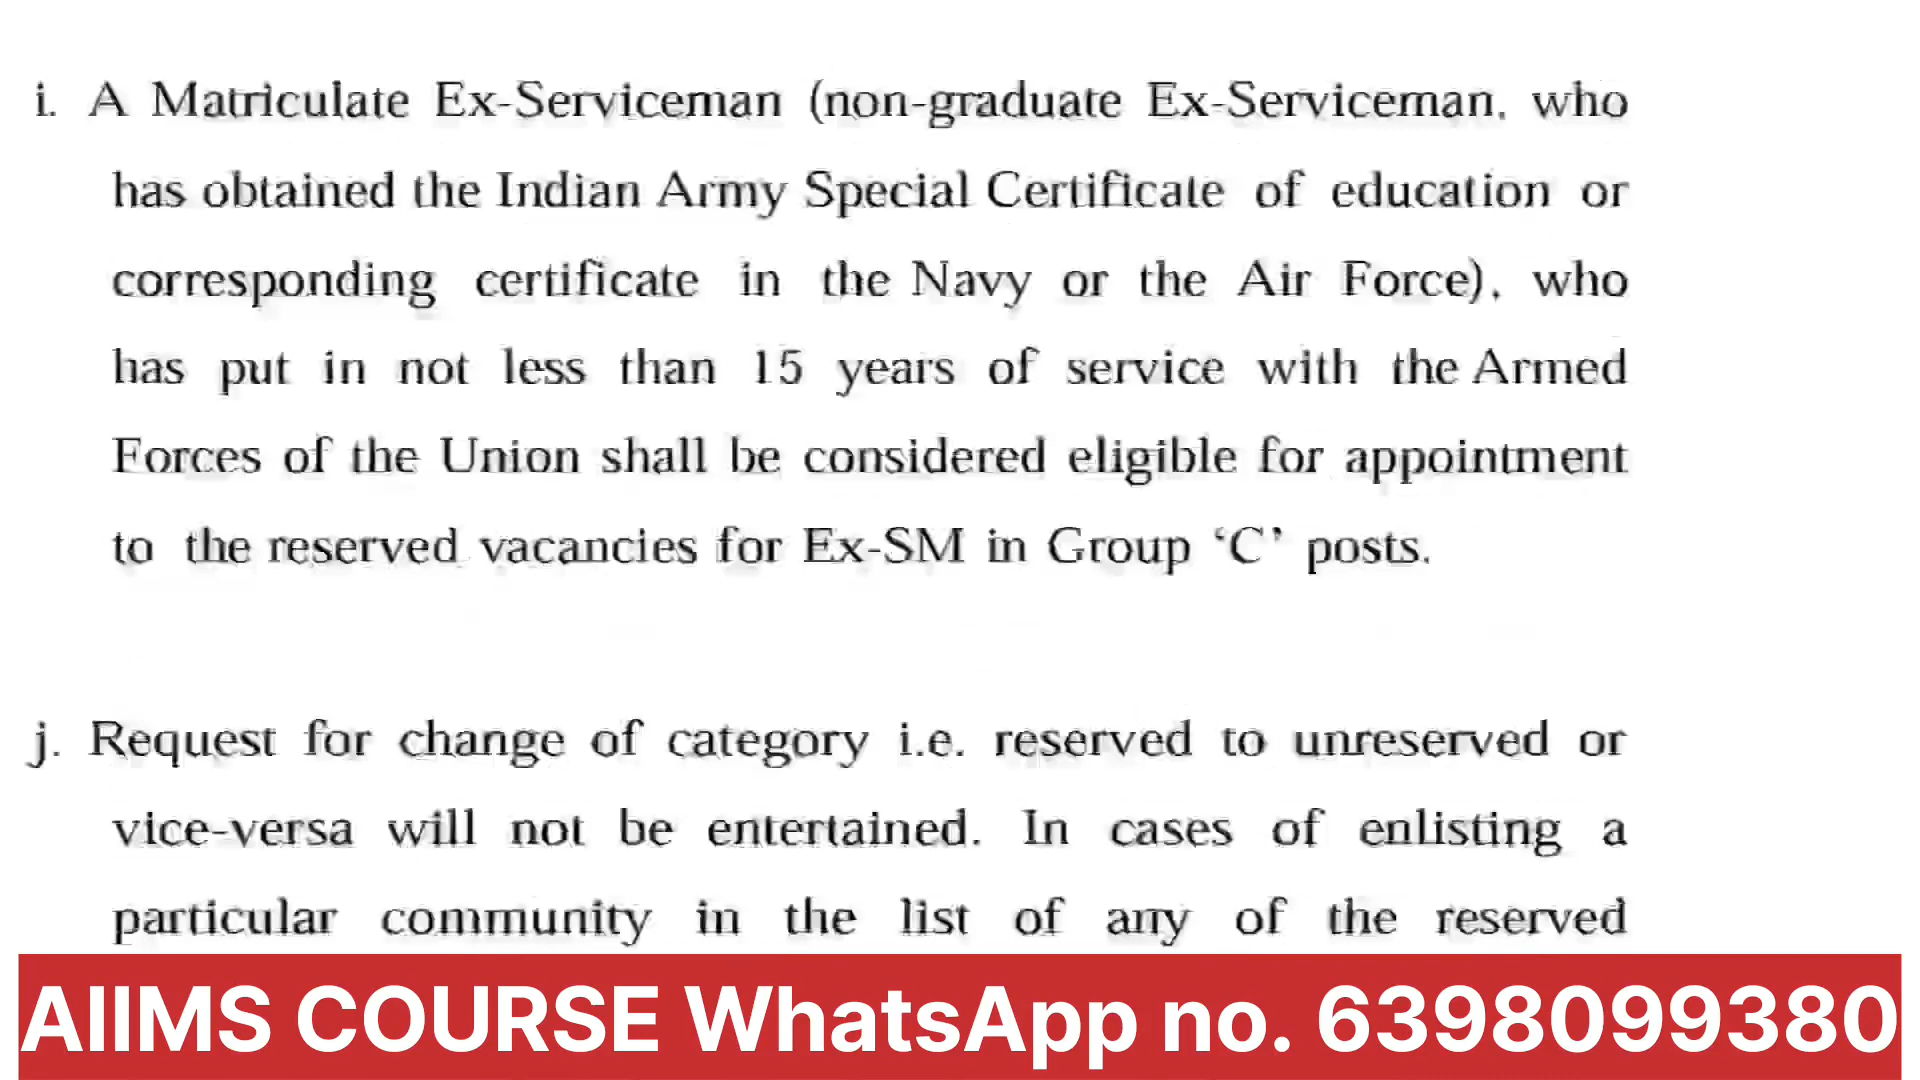 i. A Matriculate Ex-Serviceman (non-graduate Ex-Serviceman, who
has obtained the Indian Army Special Certificate of education or
corresponding certificate in the Navy or the Air Force), who
has put in not less than 15 years of service with the Armed
Forces of the Union shall be considered eligible for appointment
to the reserved vacancies for Ex-SM in Group ‘C’ posts.
j. Request for change of category i.e. reserved to unreserved or
vice-versa will not be entertained. In cases of enlisting a
particular community in the list of any of the reserved
AIIMS COURSE WhatsApp no. 6398099380